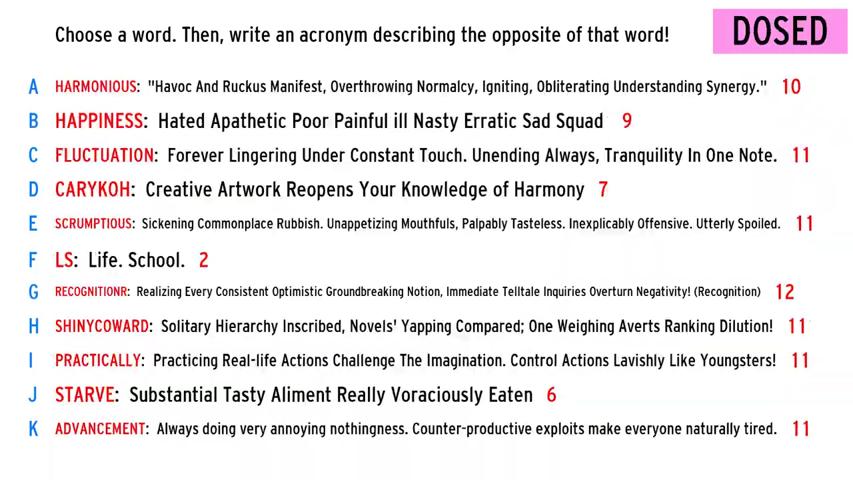 Choose a word. Then, write an acronym describing the opposite of that word! DOSED
A HARMONIOUS: "Havoc And Ruckus Manifest, Overthrowing Normalcy, Igniting, Obliterating Understanding Synergy." 10
B HAPPINESS: Hated Apathetic Poor Painful ill Nasty Erratic Sad Squad 9
C FLUCTUATION: Forever Lingering Under Constant Touch. Unending Always, Tranquility In One Note. 11
D CARYKOH: Creative Artwork Reopens Your Knowledge of Harmony 7
E SCRUMPTIOUS: Sickening Commonplace Rubbish. Unappetizing Mouthfuls, Palpably Tasteless. Inexplicably Offensive. Utterly Spoiled. 11
F LS: Life. School. 2
G RECOGNITIONR: Realizing Every Consistent Optimistic Groundbreaking Notion, Immediate Telltale Inquiries Overturn Negativity! (Recognition) 12
H SHINYCOWARD: Solitary Hierarchy Inscribed, Novels' Yapping Compared; One Weighing Averts Ranking Dilution! 11
I PRACTICALLY: Practicing Real-life Actions Challenge The Imagination. Control Actions Lavishly Like Youngsters! 11
J STARVE: Substantial Tasty Aliment Really Voraciously Eaten 6
K ADVANCEMENT: Always doing very annoying nothingness. Counter-productive exploits make everyone naturally tired. 11